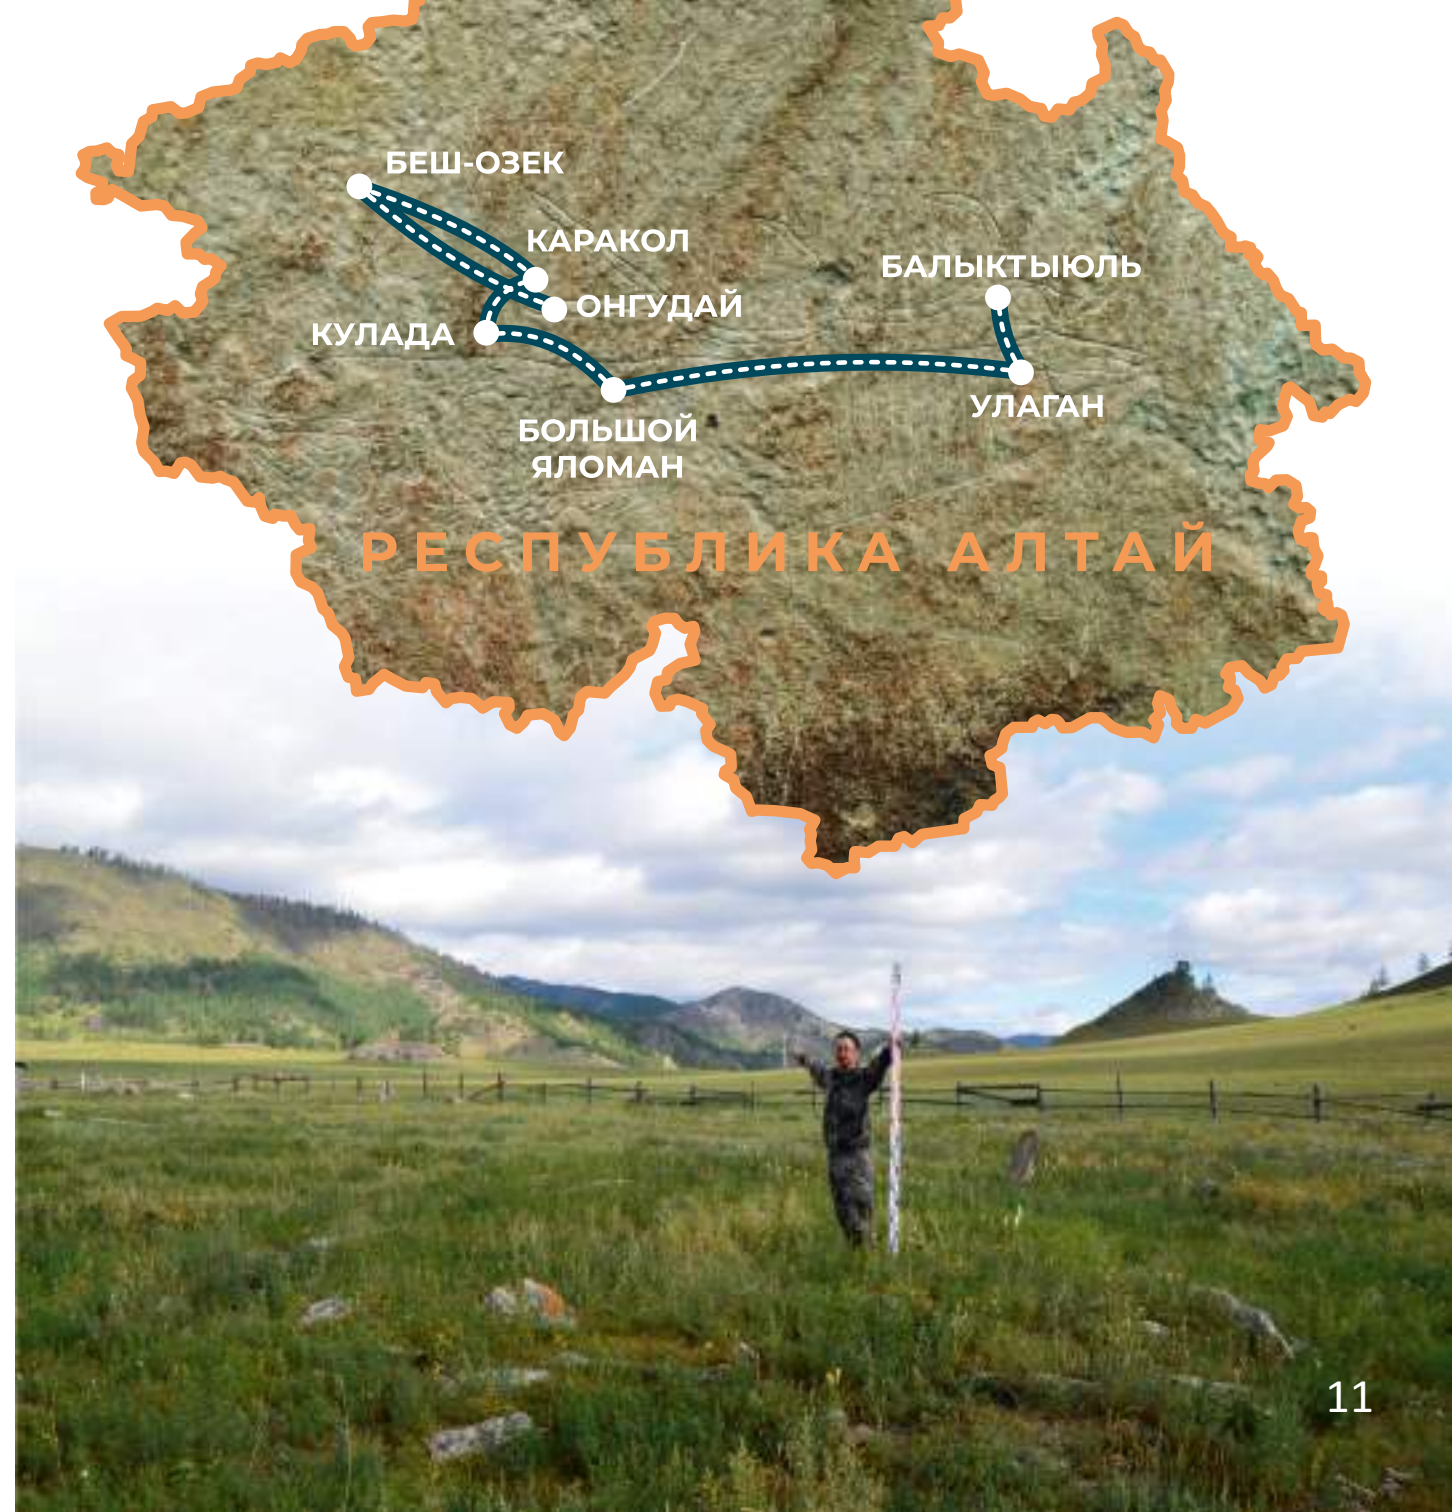 БЕШ-ОЗЕК
КАРАКОЛ
БАЛЫКТЫЮЛЬ
ОНГУДАЙ
КУЛАДА
УЛАГАН
БОЛЬШОЙ
ЯЛОМАН
РЕСПУБЛИКА АЛТАЙ
11